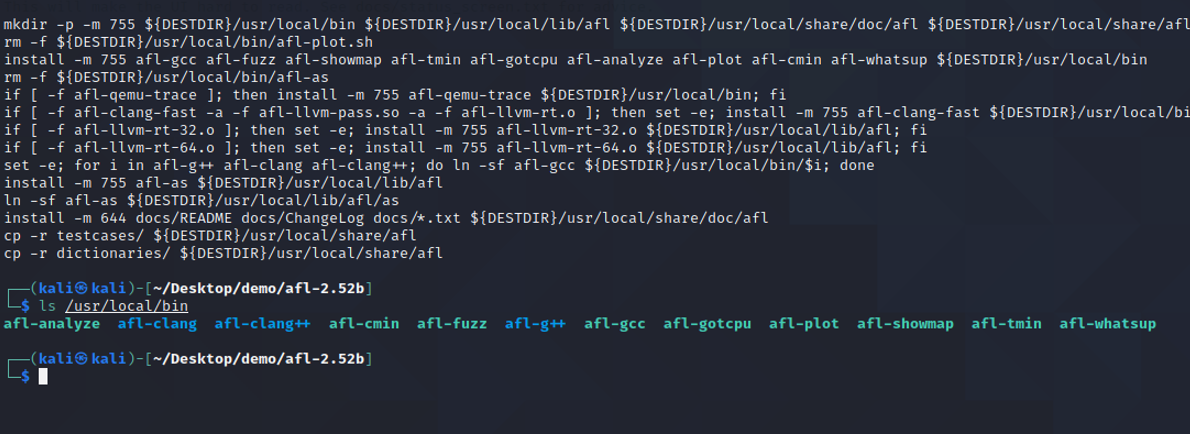 mkdir -p -m 755 ${DESTDIR}/usr/local/bin ${DESTDIR}/usr/local/lib/afl ${DESTDIR}/usr/local/share/doc/afl ${DESTDIR}/usr/local/share/afl
rm -f ${DESTDIR}/usr/local/bin/afl-plot.sh
install -m 755 afl-gcc afl-fuzz afl-showmap afl-tmin afl-gotcpu afl-analyze afl-plot afl-cmin afl-whatsup ${DESTDIR}/usr/local/bin
rm -f ${DESTDIR}/usr/local/bin/afl-as
if [ -f afl-qemu-trace ]; then install -m 755 afl-qemu-trace ${DESTDIR}/usr/local/bin; fi
if [ -f afl-clang-fast -a -f afl-llvm-pass.so -a -f afl-llvm-rt.o ]; then set -e; install -m 755 afl-clang-fast ${DESTDIR}/usr/local/bi
if [ -f afl-llvm-rt-32.o ]; then set -e; install -m 755 afl-llvm-rt-32.o ${DESTDIR}/usr/local/lib/afl; fi
if [ -f afl-llvm-rt-64.o ]; then set -e; install -m 755 afl-llvm-rt-64.o ${DESTDIR}/usr/local/lib/afl; fi
set -e; for i in afl-g++ afl-clang afl-clang++; do ln -sf afl-gcc ${DESTDIR}/usr/local/bin/$i; done
install -m 755 afl-as ${DESTDIR}/usr/local/lib/afl
ln -sf afl-as ${DESTDIR}/usr/local/lib/afl/as
install -m 644 docs/README docs/ChangeLog docs/*.txt ${DESTDIR}/usr/local/share/doc/afl
cp -r testcases/ ${DESTDIR}/usr/local/share/afl
cp -r dictionaries/ ${DESTDIR}/usr/local/share/afl
┌──(kali㉿kali)-[~/Desktop/demo/afl-2.52b]
└─$ ls /usr/local/bin
afl-analyze afl-clang afl-clang++ afl-cmin afl-fuzz afl-g++ afl-gcc afl-gotcpu afl-plot afl-showmap afl-tmin afl-whatsup
┌──(kali㉿kali)-[~/Desktop/demo/afl-2.52b]
└─$